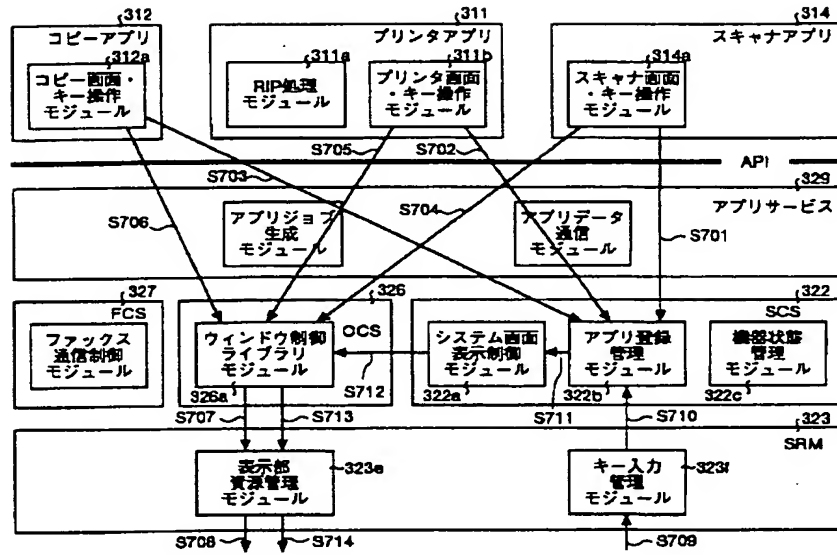 312
コピーアプリ
312a
コピー画面・
キー操作
モジュール
311
プリンタアプリ
311a
RIP処理
モジュール
311b
プリンタ画面
・キー操作
モジュール
314
スキャナアプリ
314a
スキャナ画面
・キー操作
モジュール
S705
S702
S703
API
329
アプリサービス
S706
アプリジョブ
生成
モジュール
S704
アプリデータ
通信
モジュール
S701
327
FCS
ファックス
通信制御
モジュール
326
OCS
ウィンドウ制御
ライブラリ
モジュール
326a
S712
322
SCS
システム画面
表示制御
モジュール
322a
S711
アプリ登録
管理
モジュール
322b
機器状態
管理
モジュール
322c
S707
S713
S710
323
SRM
表示部
資源管理
モジュール
323e
キー入力
管理
モジュール
323f
S708
S714
S709